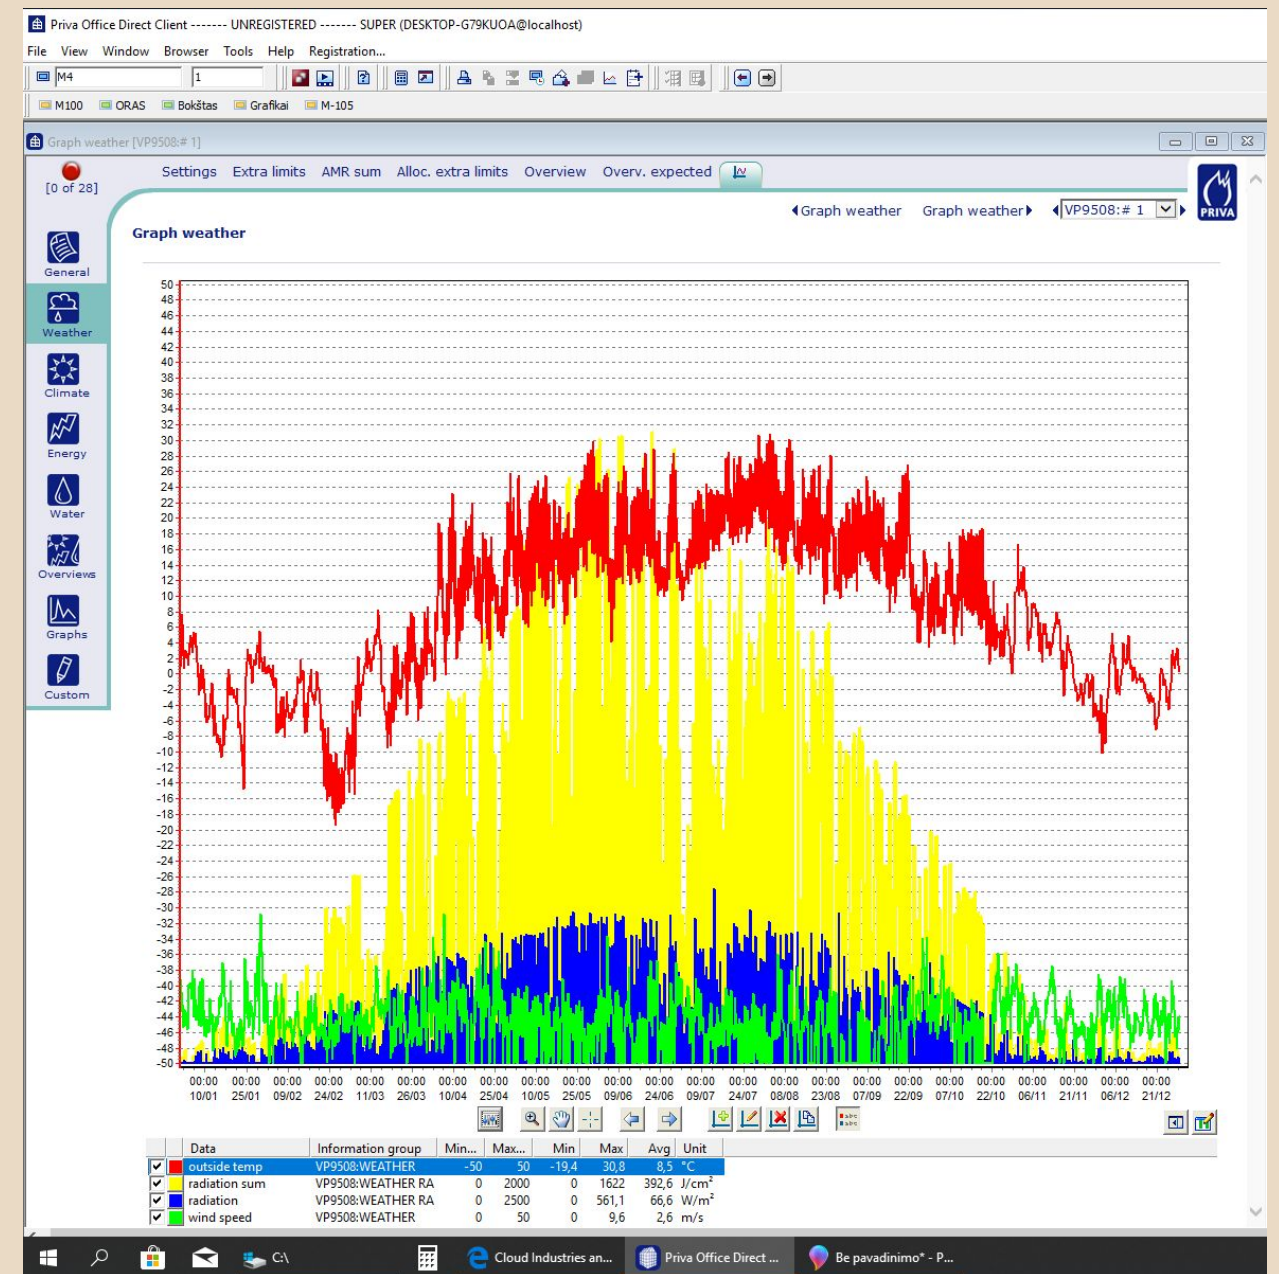 Priva Office Direct Client ------- UNREGISTERED ------- SUPER (DESKTOP-G79KUOA@localhost)
File View Window Browser Tools Help Registration...
M4 1
M100 ORAS Bokštas Grafikai M-105
Graph weather [VP9508:# 1]
[0 of 28] Settings Extra limits AMR sum Alloc. extra limits Overview Overv. expected
Graph weather Graph weather VP9508:# 1
PRIVA
Graph weather
General
Weather
Climate
Energy
Water
Overviews
Graphs
Custom
50
48
46
44
42
40
38
36
34
32
30
28
26
24
22
20
18
16
14
12
10
8
6
4
2
0
-2
-4
-6
-8
-10
-12
-14
-16
-18
-20
-22
-24
-26
-28
-30
-32
-34
-36
-38
-40
-42
-44
-46
-48
-50
00:00 00:00 00:00 00:00 00:00 00:00 00:00 00:00 00:00 00:00 00:00 00:00 00:00 00:00 00:00 00:00 00:00 00:00 00:00 00:00 00:00 00:00 00:00 00:00
10/01 25/01 09/02 24/02 11/03 26/03 10/04 25/04 10/05 25/05 09/06 24/06 09/07 24/07 08/08 23/08 07/09 22/09 07/10 22/10 06/11 21/11 06/12 21/12
Data Information group Min... Max... Min Max Avg Unit
outside temp VP9508:WEATHER -50 50 -19,4 30,8 8,5 °C
radiation sum VP9508:WEATHER RA 0 2000 0 1622 392,6 J/cm²
radiation VP9508:WEATHER RA 0 2500 0 561,1 66,6 W/m²
wind speed VP9508:WEATHER 0 50 0 9,6 2,6 m/s
C:\ Cloud Industries an... Priva Office Direct ... Be pavadinimo* - P...